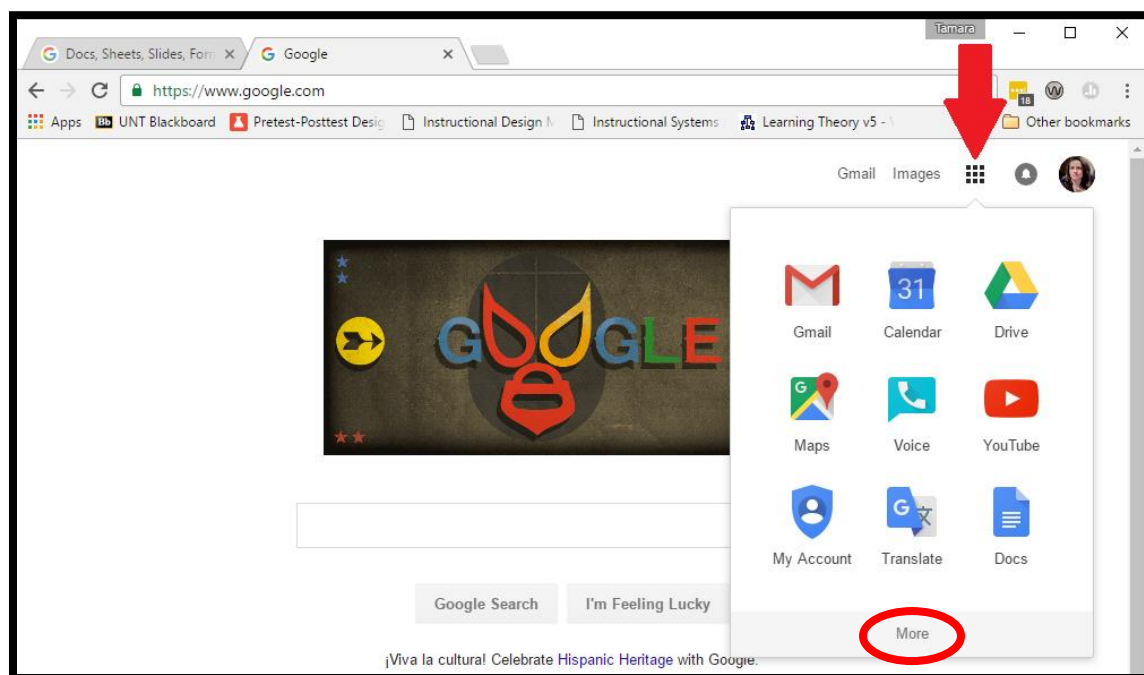 Tamara
Docs, Sheets, Slides, Form
Google
https://www.google.com
18
Apps
Bb UNT Blackboard
Pretest-Posttest Desig
Instructional Design
Instructional Systems
Learning Theory v5 -
Other bookmarks
Gmail Images
GOOGLE
31
Gmail Calendar Drive
G
Maps Voice YouTube
G 文
My Account Translate Docs
Google Search I'm Feeling Lucky
More
¡Viva la cultura! Celebrate Hispanic Heritage with Google.